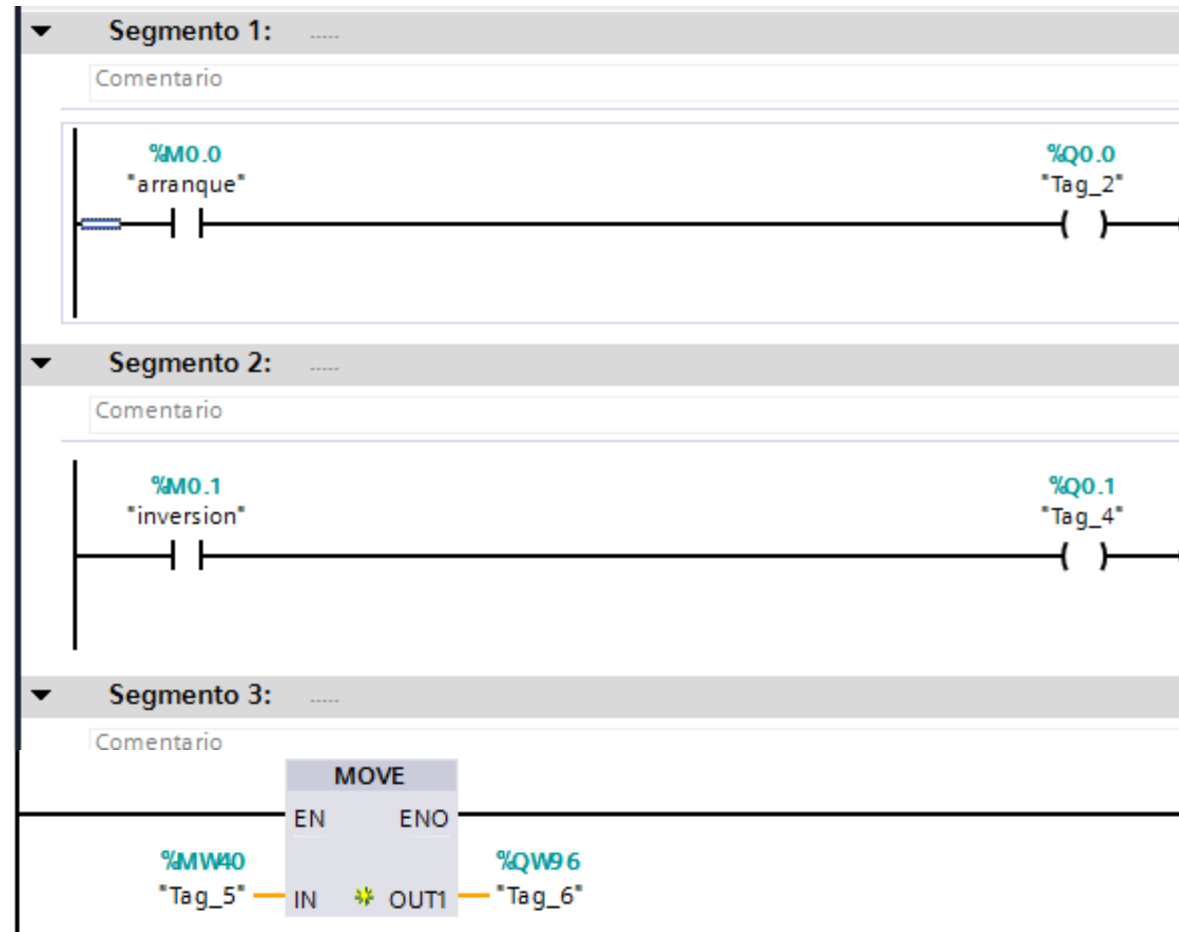 Segmento 1: .....
Comentario
%M0.0 %Q0.0
"arranque" "Tag_2"
Segmento 2: .....
Comentario
%M0.1 %Q0.1
"inversion" "Tag_4"
Segmento 3: .....
Comentario
MOVE
EN ENO
%MW40 %QW96
"Tag_5" IN OUT1 "Tag_6"